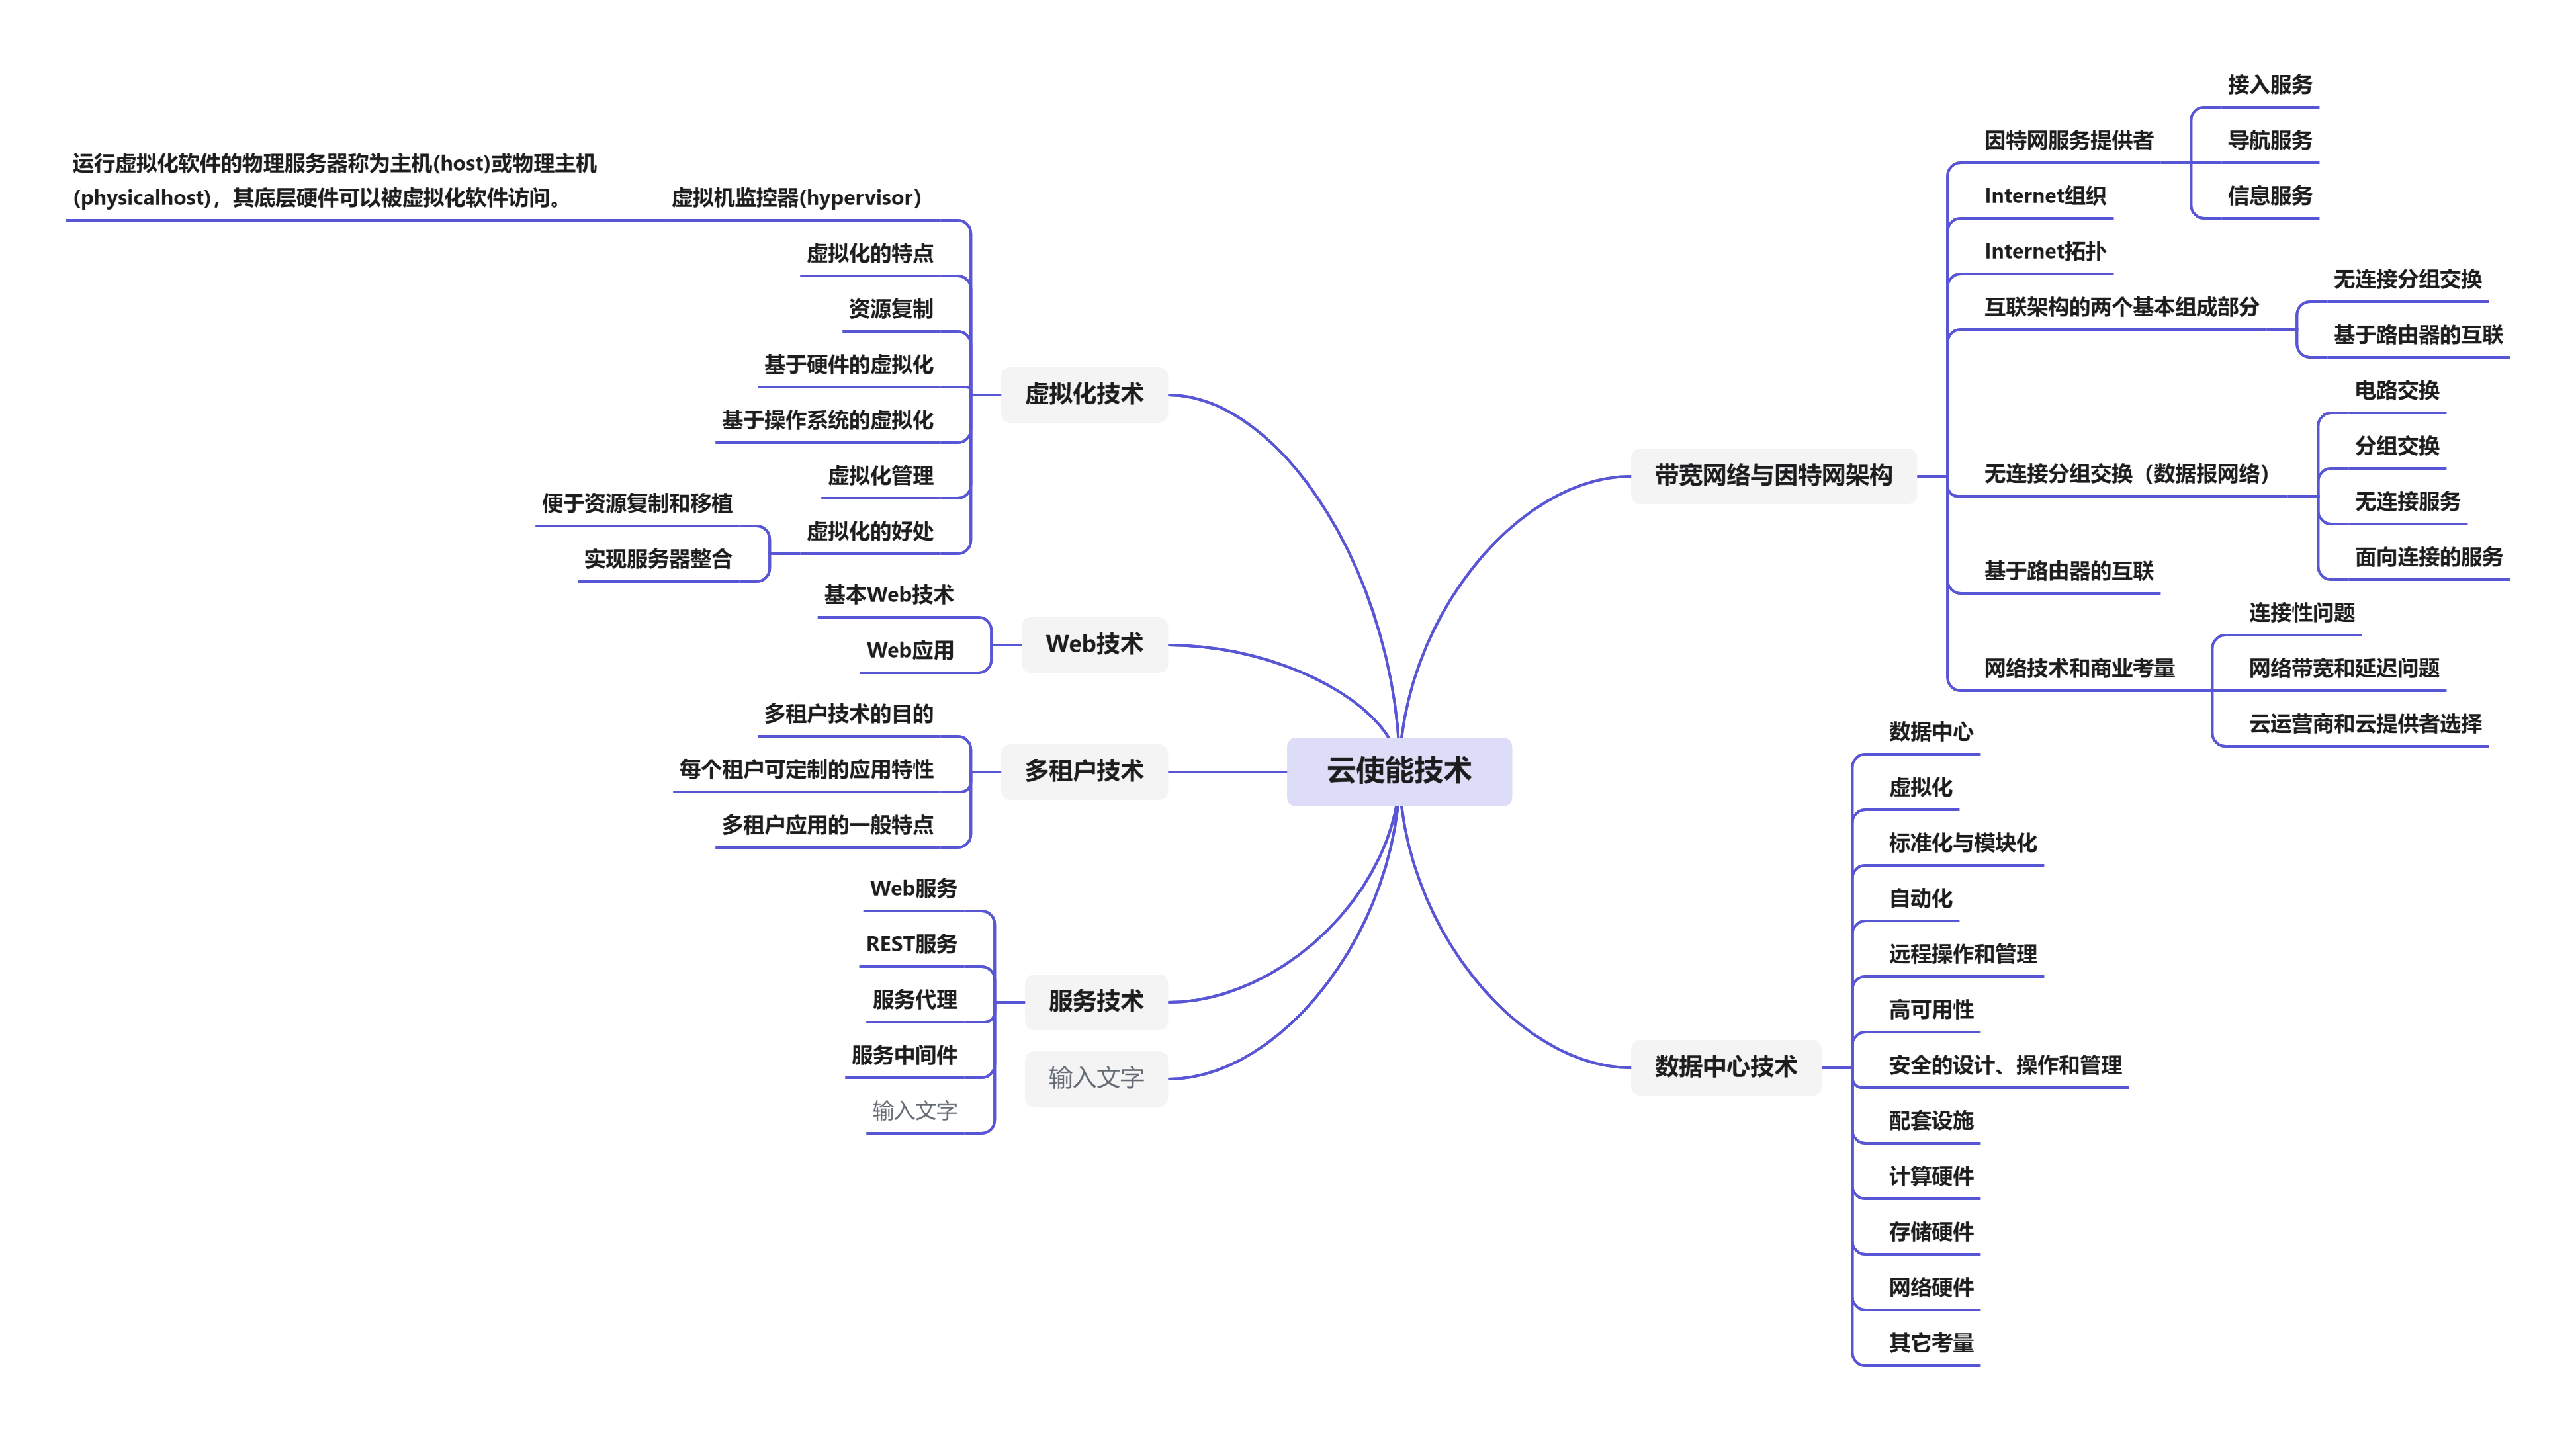 云使能技术
带宽网络与因特网架构
因特网服务提供者
接入服务
导航服务
信息服务
Internet组织
Internet拓扑
互联架构的两个基本组成部分
无连接分组交换
基于路由器的互联
无连接分组交换（数据报网络）
电路交换
分组交换
无连接服务
面向连接的服务
基于路由器的互联
网络技术和商业考量
连接性问题
网络带宽和延迟问题
云运营商和云提供者选择
数据中心技术
数据中心
虚拟化
标准化与模块化
自动化
远程操作和管理
高可用性
安全的设计、操作和管理
配套设施
计算硬件
存储硬件
网络硬件
其它考量
虚拟化技术
虚拟机监控器(hypervisor）
运行虚拟化软件的物理服务器称为主机(host)或物理主机
(physicalhost)，其底层硬件可以被虚拟化软件访问。
虚拟化的特点
资源复制
基于硬件的虚拟化
基于操作系统的虚拟化
虚拟化管理
虚拟化的好处
便于资源复制和移植
实现服务器整合
Web技术
基本Web技术
Web应用
多租户技术
多租户技术的目的
每个租户可定制的应用特性
多租户应用的一般特点
服务技术
Web服务
REST服务
服务代理
服务中间件
输入文字
输入文字